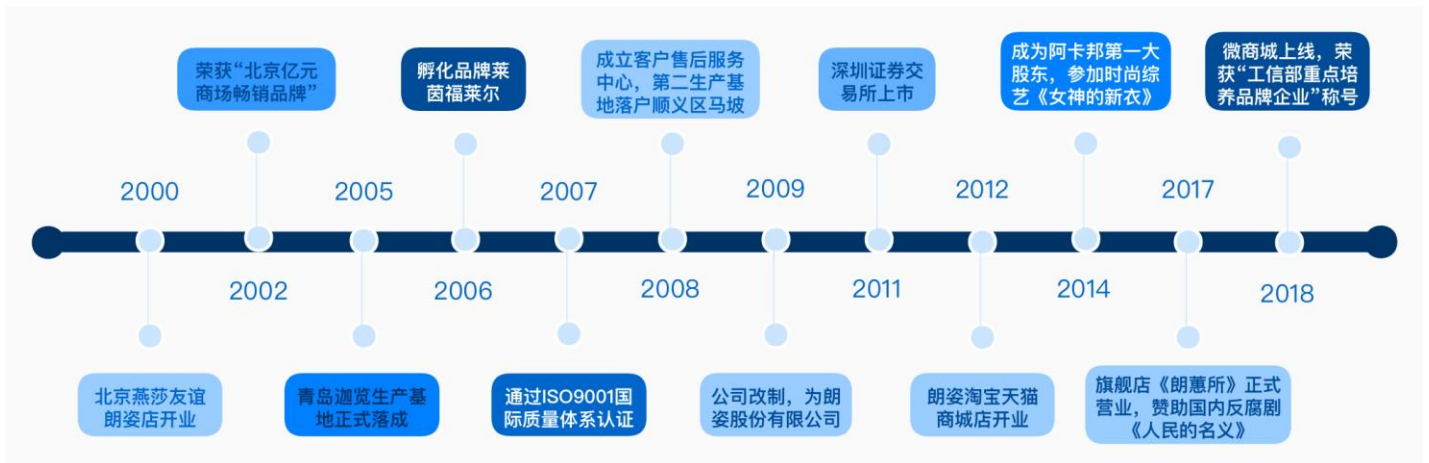 荣获“北京亿元
商场畅销品牌”
孵化品牌莱
茵福莱尔
成立客户售后服务
中心，第二生产基
地落户顺义区马坡
深圳证券交
易所上市
成为阿卡邦第一大
股东，参加时尚综
艺《女神的新衣》
微商城上线，荣
获“工信部重点培
养品牌企业”称号
2000
2005
2007
2009
2012
2017
2002
2006
2008
2011
2014
2018
北京燕莎友谊
朗姿店开业
青岛迦览生产基
地正式落成
通过ISO9001国
际质量体系认证
公司改制，为朗
姿股份有限公司
朗姿淘宝天猫
商城店开业
旗舰店《朗蕙所》正式
营业，赞助国内反腐剧
《人民的名义》